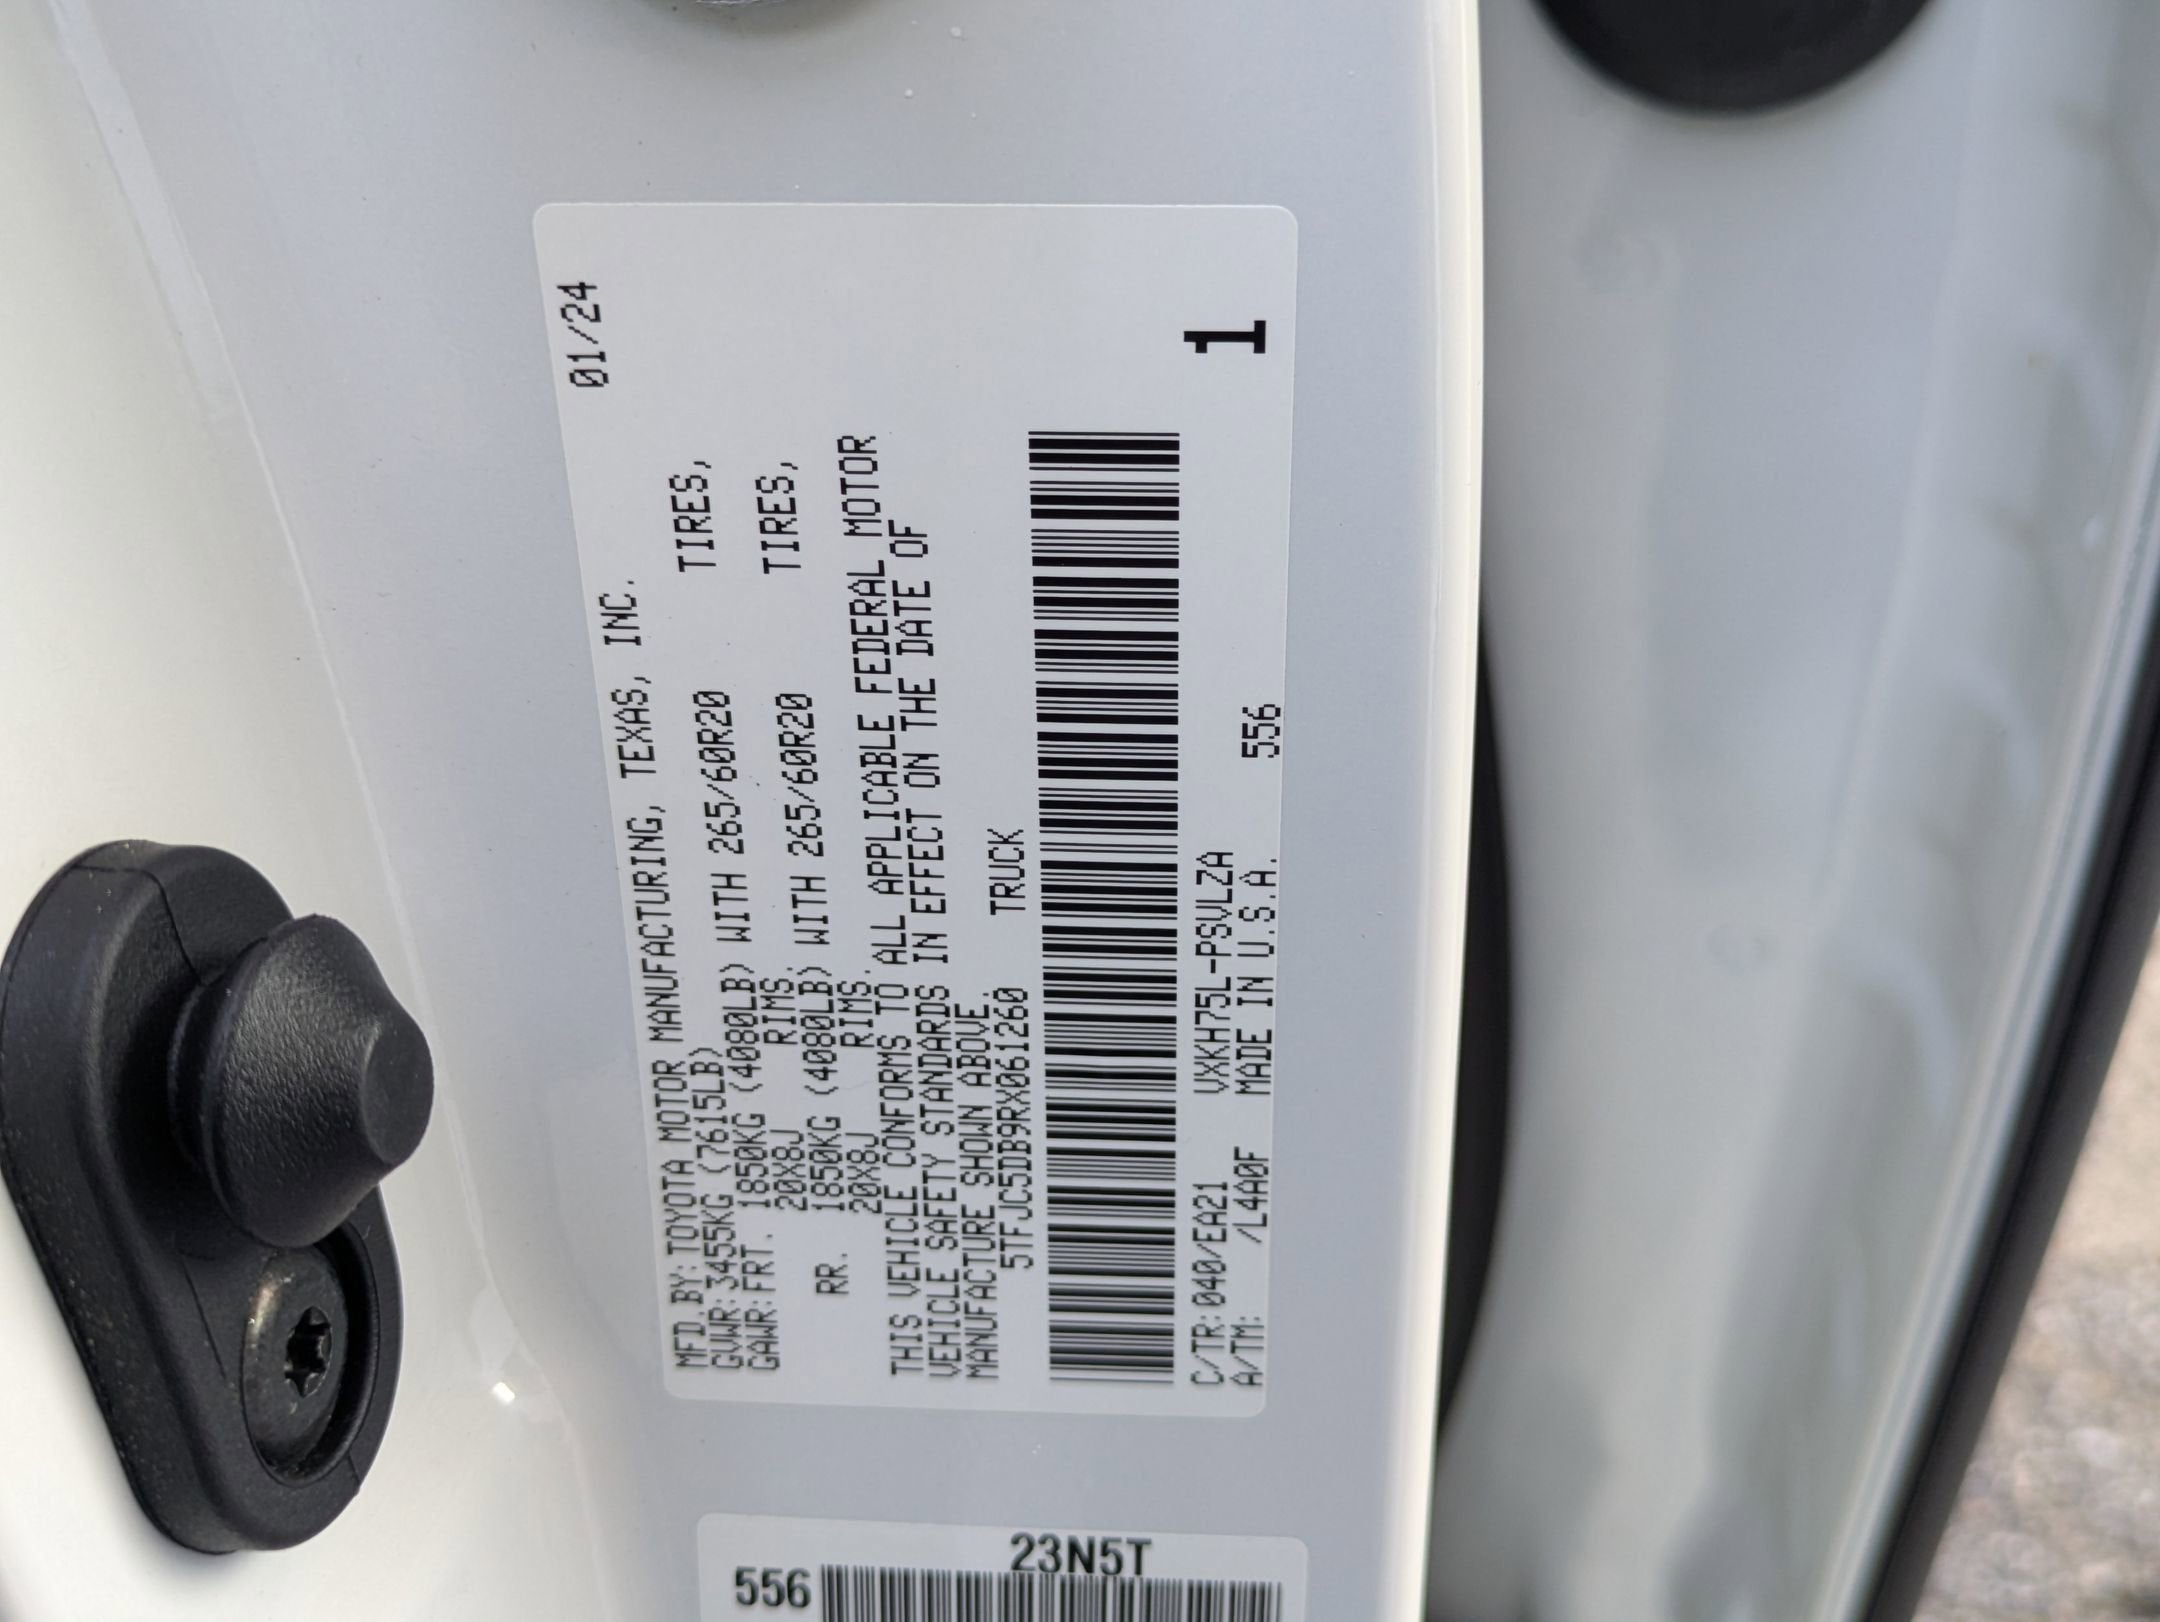 MFD.BY:TOYOTA MOTOR MANUFACTURING, TEXAS, INC. 01/24
GVWR:3455KG (7615LB)
GAWR:FRT. 1850KG (4080LB) WITH 265/60R20 TIRES,
20X8J RIMS.
RR. 1850KG (4080LB) WITH 265/60R20 TIRES,
20X8J RIMS.
THIS VEHICLE CONFORMS TO ALL APPLICABLE FEDERAL MOTOR
VEHICLE SAFETY STANDARDS IN EFFECT ON THE DATE OF
MANUFACTURE SHOWN ABOVE.
5TFJC5DB9RX061260 TRUCK
1
C/TR:040/EA21 VXKH75L-PSVLZA
A/TM: /L4A0F MADE IN U.S.A. 556
23N5T
556